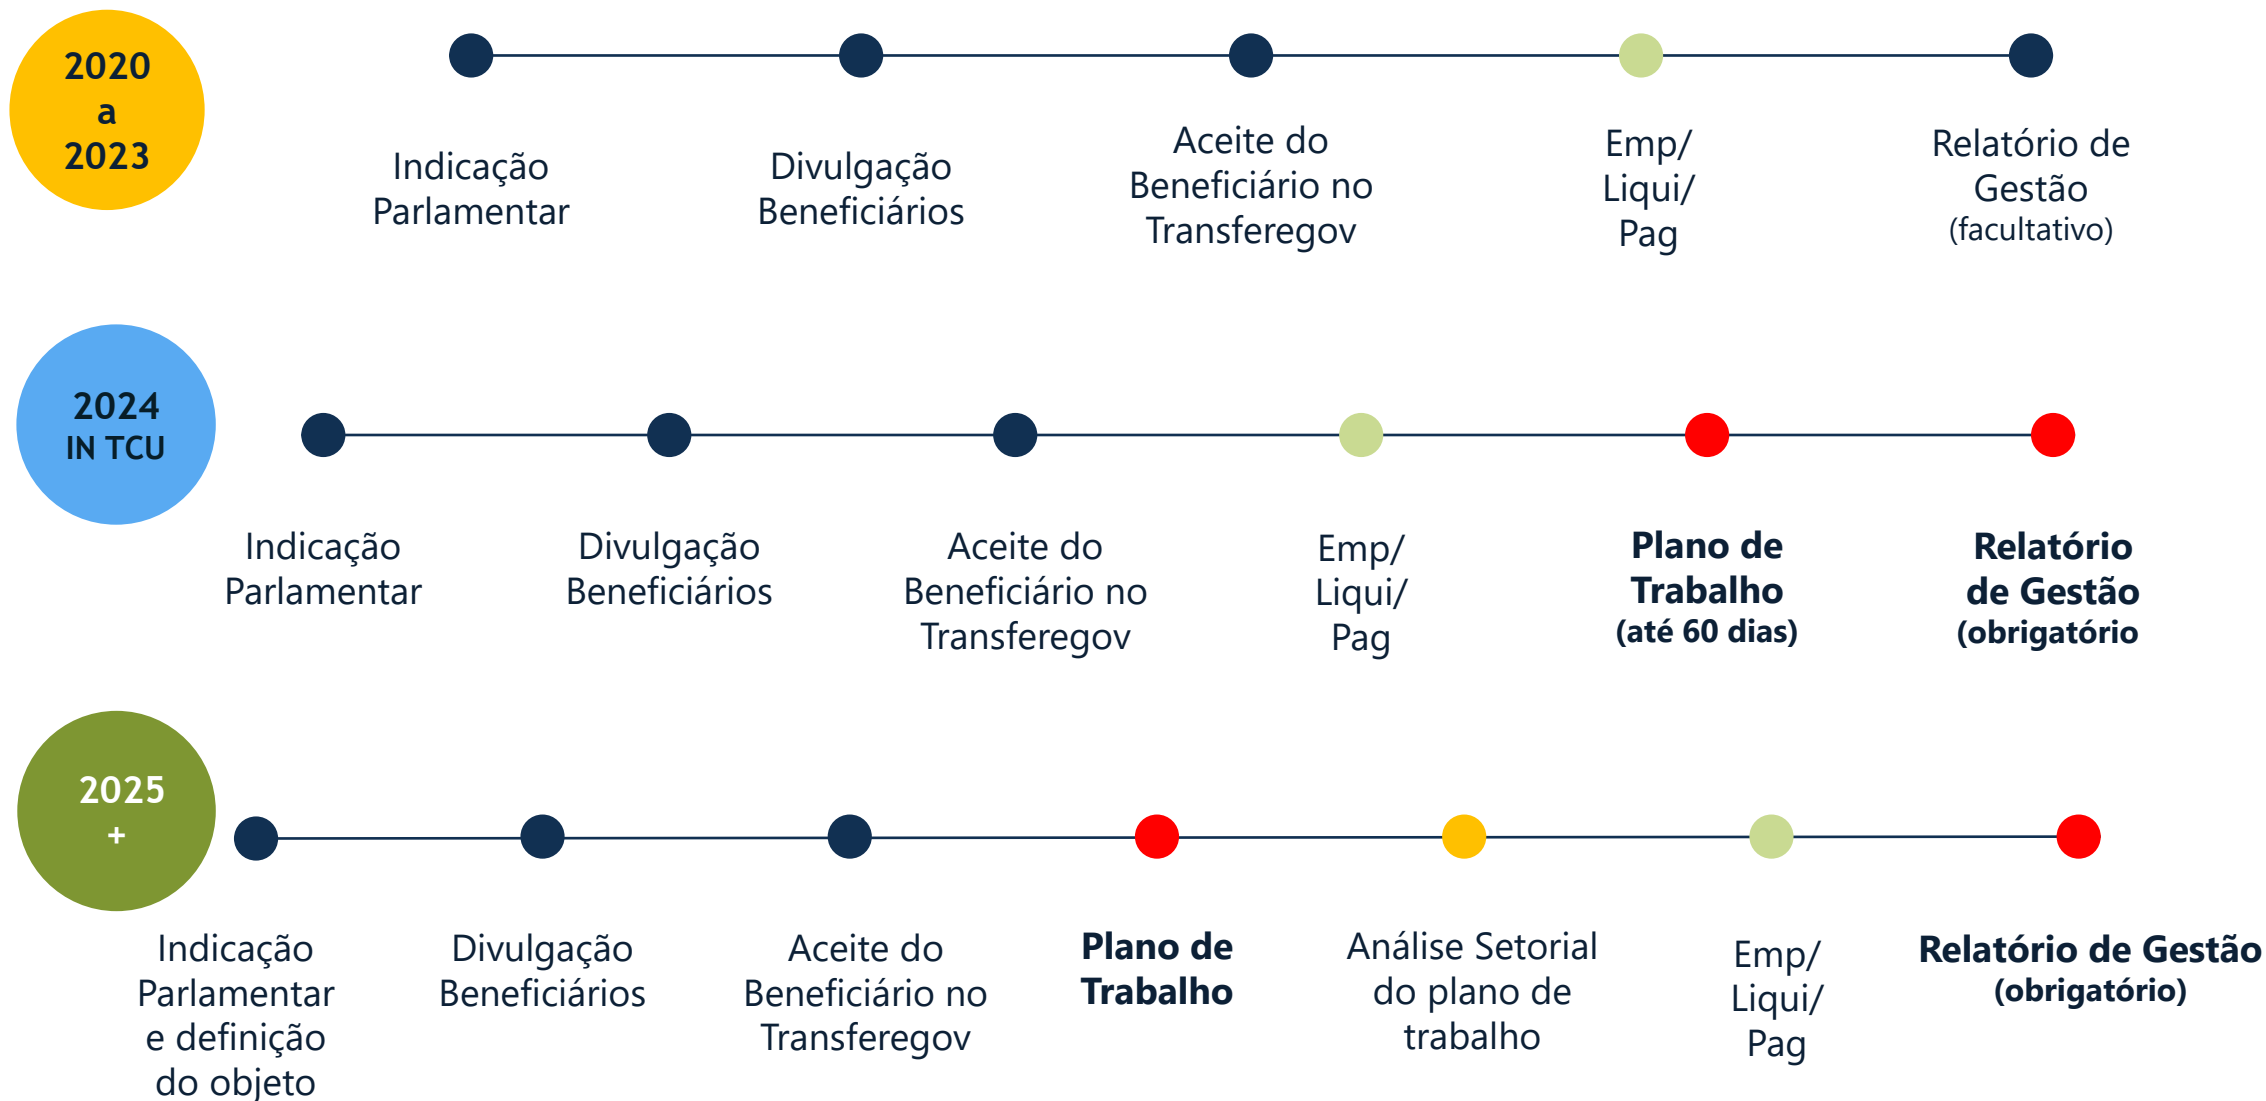 2020
a
2023
Indicação
Parlamentar
Divulgação
Beneficiários
Aceite do
Beneficiário no
Transferegov
Emp/
Liqui/
Pag
Relatório de
Gestão
(facultativo)
2024
IN TCU
Indicação
Parlamentar
Divulgação
Beneficiários
Aceite do
Beneficiário no
Transferegov
Emp/
Liqui/
Pag
Plano de
Trabalho
(até 60 dias)
Relatório
de Gestão
(obrigatório
2025
+
Indicação
Parlamentar
e definição
do objeto
Divulgação
Beneficiários
Aceite do
Beneficiário no
Transferegov
Plano de
Trabalho
Análise Setorial
do plano de
trabalho
Emp/
Liqui/
Pag
Relatório de Gestão
(obrigatório)